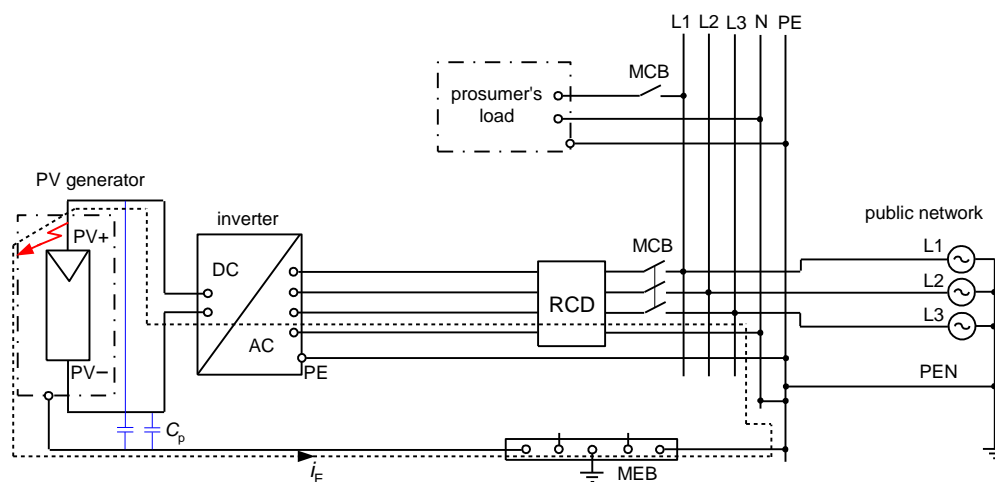 L1 L2 L3 N PE
MCB
prosumer's
load
PV generator
inverter
public network
PV+
DC
MCB
L1
L2
RCD
L3
AC
PV−
PE
PEN
Cp
iF
MEB